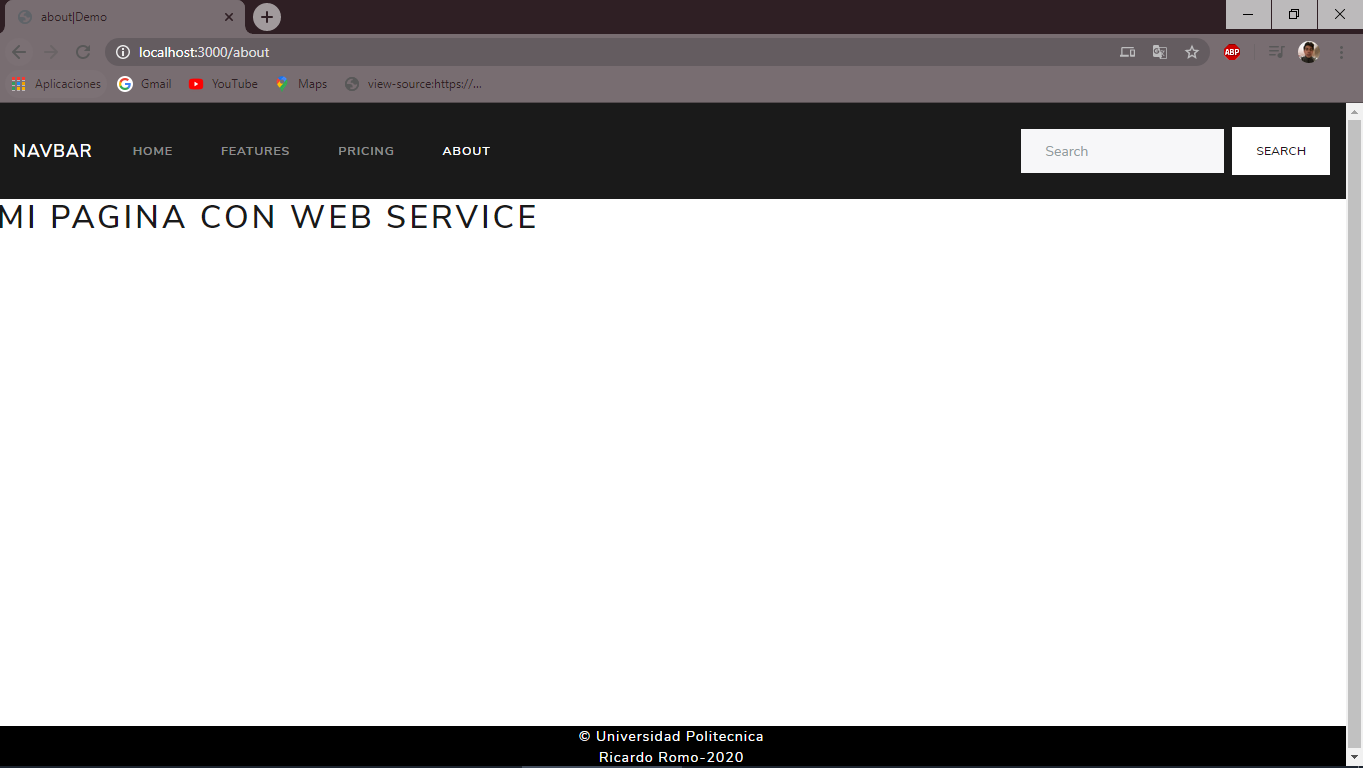 about|Demo
localhost:3000/about
ABP
Aplicaciones
Gmail
YouTube
Maps
view-source:https://...
NAVBAR
HOME
FEATURES
PRICING
ABOUT
Search
SEARCH
MI PAGINA CON WEB SERVICE
© Universidad Politecnica
Ricardo Romo-2020